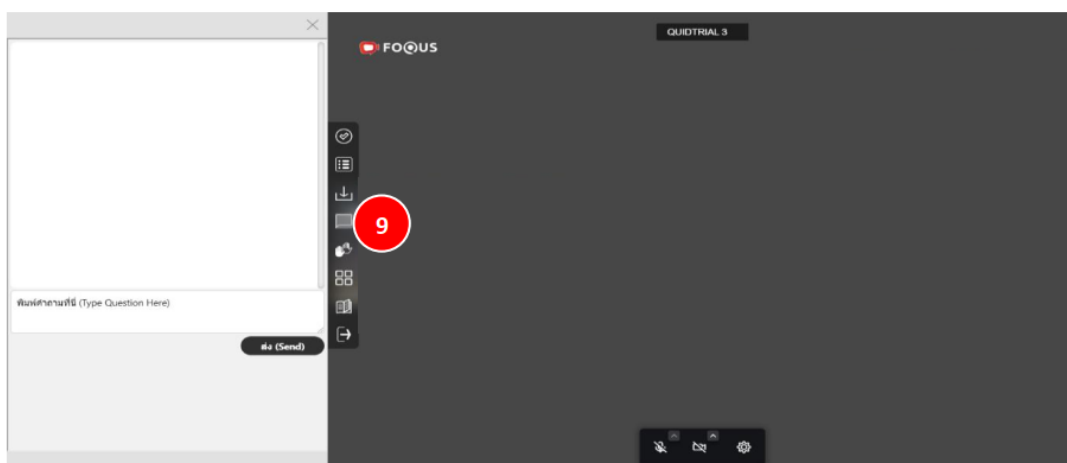 QUIDTRIAL 3
FOQUS
9
พิมพ์คำถามที่นี่ (Type Question Here)
ส่ง (Send)